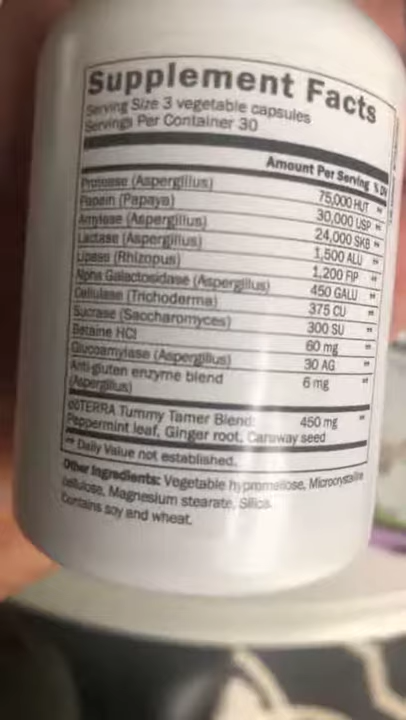 Supplement Facts
Serving Size 3 vegetable capsules
Servings Per Container 30
Amount Per Serving % DV
Protease (Aspergillus) 75,000 HUT **
Papain (Papaya) 30,000 USP **
Amylase (Aspergillus) 24,000 SKB **
Lactase (Aspergillus) 1,500 ALU **
Lipase (Rhizopus) 1,200 FIP **
Alpha Galactosidase (Aspergillus) 450 GALU **
Cellulase (Trichoderma) 375 CU **
Sucrase (Saccharomyces) 300 SU **
Betaine HCl 60 mg **
Glucoamylase (Aspergillus) 30 AG **
Anti-gluten enzyme blend 6 mg **
(Aspergillus)
dōTERRA Tummy Tamer Blend: 450 mg **
Peppermint leaf, Ginger root, Caraway seed
** Daily Value not established.
Other Ingredients: Vegetable hypromellose, Microcrystalline
cellulose, Magnesium stearate, Silica.
Contains soy and wheat.